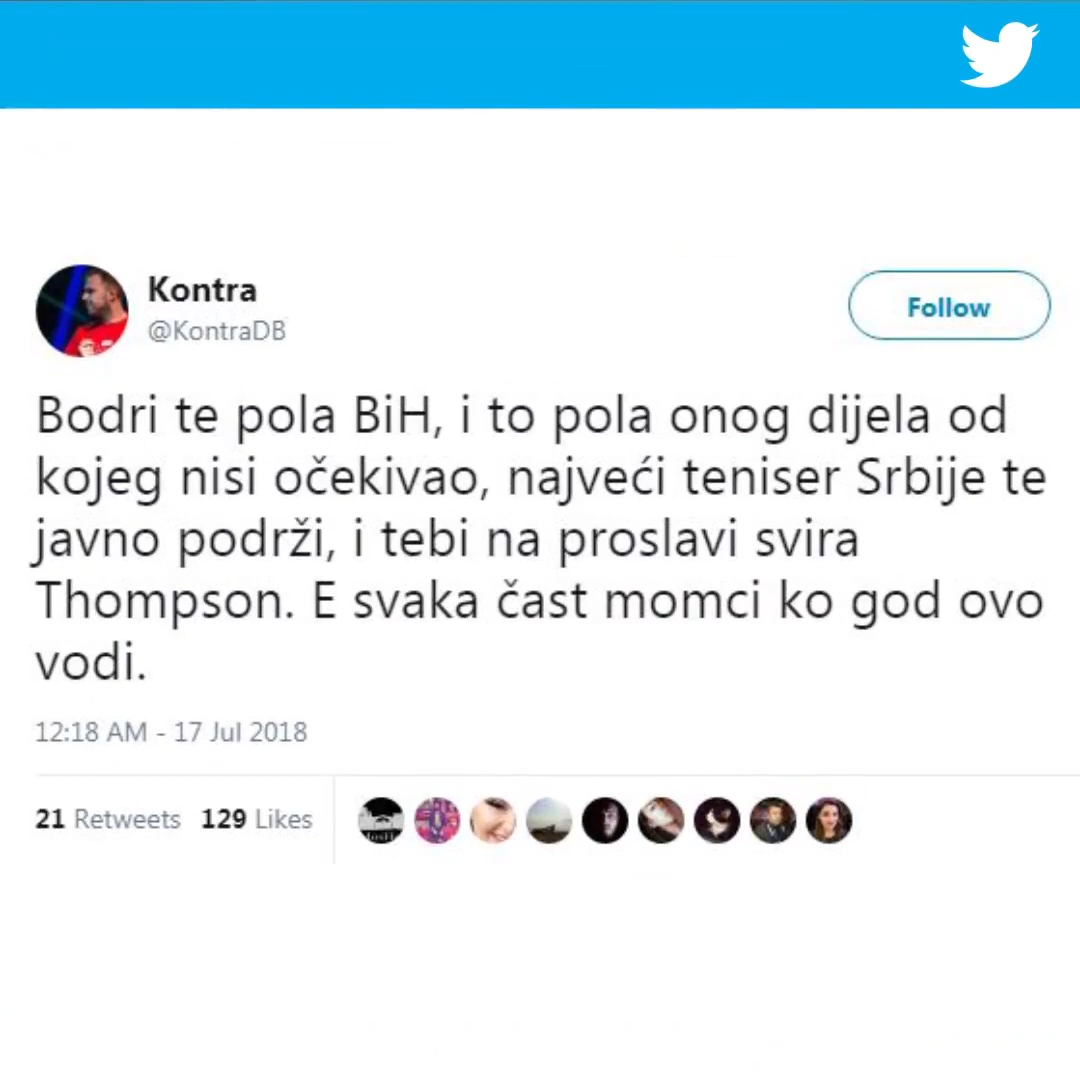 Kontra
@KontraDB
Follow
Bodri te pola BiH, i to pola onog dijela od
kojeg nisi očekivao, najveći teniser Srbije te
javno podrži, i tebi na proslavi svira
Thompson. E svaka čast momci ko god ovo
vodi.
12:18 AM - 17 Jul 2018
21 Retweets 129 Likes